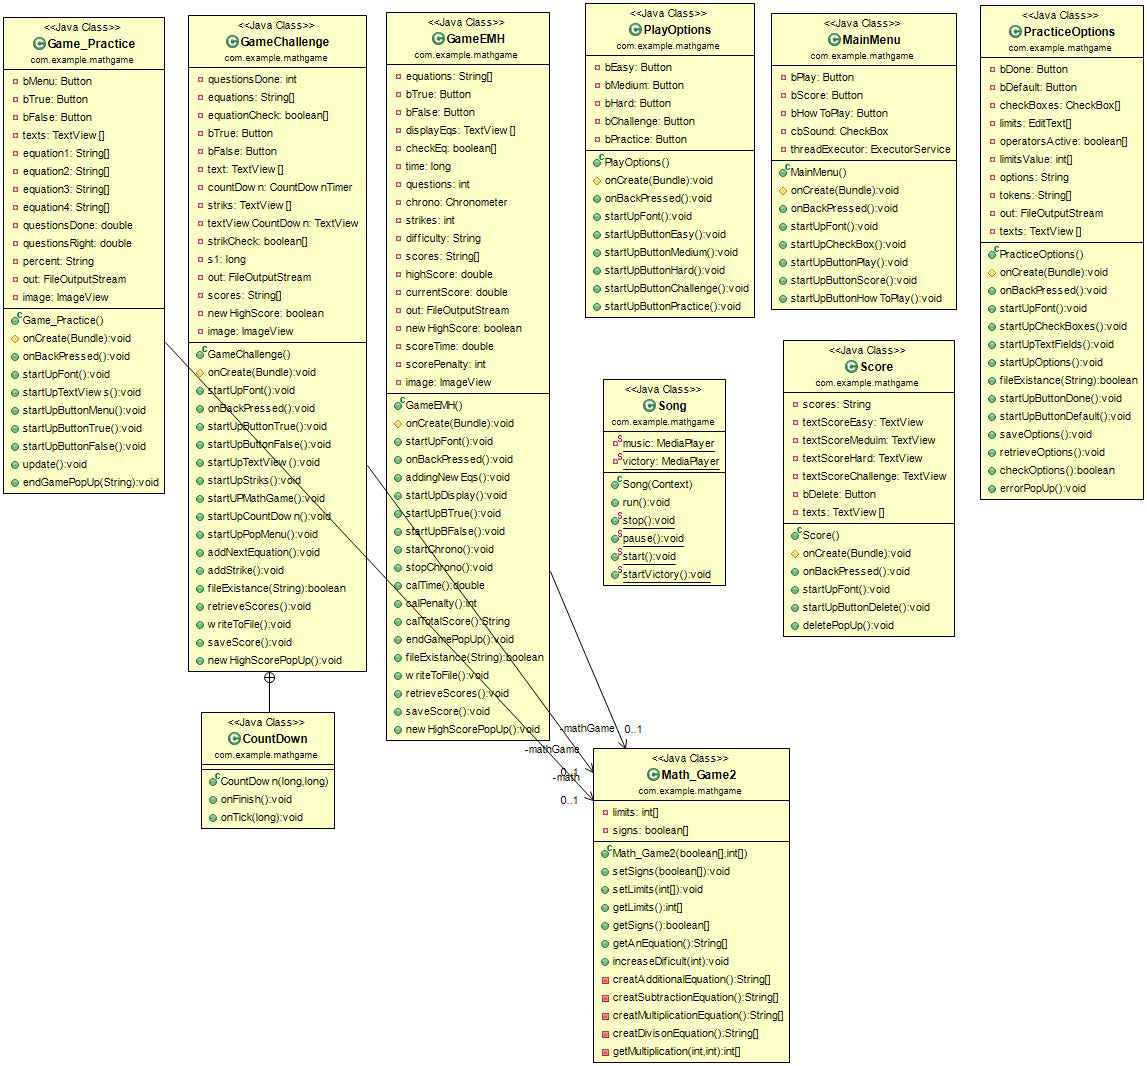 <<Java Class>>
Game_Practice
com.example.mathgame
bMenu: Button
bTrue: Button
bFalse: Button
texts: TextView[]
equation1: String[]
equation2: String[]
equation3: String[]
equation4: String[]
questionsDone: double
questionsRight: double
percent: String
out: FileOutputStream
image: ImageView
Game_Practice()
onCreate(Bundle):void
onBackPressed():void
startUpFont():void
startUpTextViews():void
startUpButtonMenu():void
startUpButtonTrue():void
startUpButtonFalse():void
update():void
endGamePopUp(String):void
<<Java Class>>
GameChallenge
com.example.mathgame
questionsDone: int
equations: String[]
equationCheck: boolean[]
bTrue: Button
bFalse: Button
text: TextView[]
countDown: CountDownTimer
striks: TextView[]
textViewCountDown: TextView
strikCheck: boolean[]
s1: long
out: FileOutputStream
scores: String[]
newHighScore: boolean
image: ImageView
GameChallenge()
onCreate(Bundle):void
startUpFont():void
onBackPressed():void
startUpButtonTrue():void
startUpButtonFalse():void
startUpTextView():void
startUpStriks():void
startUPMathGame():void
startUpCountDown():void
startUpPopMenu():void
addNextEquation():void
addStrike():void
fileExistance(String):boolean
retrieveScores():void
writeToFile():void
saveScore():void
newHighScorePopUp():void
<<Java Class>>
CountDown
com.example.mathgame
CountDown(long,long)
onFinish():void
onTick(long):void
<<Java Class>>
GameEMH
com.example.mathgame
equations: String[]
bTrue: Button
bFalse: Button
displayEqs: TextView[]
checkEq: boolean[]
time: long
questions: int
chrono: Chronometer
strikes: int
difficulty: String
scores: String[]
highScore: double
currentScore: double
out: FileOutputStream
newHighScore: boolean
scoreTime: double
scorePenalty: int
image: ImageView
GameEMH()
onCreate(Bundle):void
startUpFont():void
onBackPressed():void
addingNewEqs():void
startUpDisplay():void
startUpBTrue():void
startUpBFalse():void
startChrono():void
stopChrono():void
calTime():double
calPenalty():int
calTotalScore():String
endGamePopUp():void
fileExistance(String):boolean
writeToFile():void
retrieveScores():void
saveScore():void
newHighScorePopUp():void
<<Java Class>>
PlayOptions
com.example.mathgame
bEasy: Button
bMedium: Button
bHard: Button
bChallenge: Button
bPractice: Button
PlayOptions()
onCreate(Bundle):void
onBackPressed():void
startUpFont():void
startUpButtonEasy():void
startUpButtonMedium():void
startUpButtonHard():void
startUpButtonChallenge():void
startUpButtonPractice():void
<<Java Class>>
MainMenu
com.example.mathgame
bPlay: Button
bScore: Button
bHowToPlay: Button
cbSound: CheckBox
threadExecutor: ExecutorService
MainMenu()
onCreate(Bundle):void
onBackPressed():void
startUpFont():void
startUpCheckBox():void
startUpButtonPlay():void
startUpButtonScore():void
startUpButtonHowToPlay():void
<<Java Class>>
PracticeOptions
com.example.mathgame
bDone: Button
bDefault: Button
checkBoxes: CheckBox[]
limits: EditText[]
operatorsActive: boolean[]
limitsValue: int[]
options: String
tokens: String[]
out: FileOutputStream
texts: TextView[]
PracticeOptions()
onCreate(Bundle):void
onBackPressed():void
startUpFont():void
startUpCheckBoxes():void
startUpTextFields():void
startUpOptions():void
fileExistance(String):boolean
startUpButtonDone():void
startUpButtonDefault():void
saveOptions():void
retrieveOptions():void
checkOptions():boolean
errorPopUp():void
<<Java Class>>
Song
com.example.mathgame
music: MediaPlayer
victory: MediaPlayer
Song(Context)
run():void
stop():void
pause():void
start():void
startVictory():void
<<Java Class>>
Score
com.example.mathgame
scores: String
textScoreEasy: TextView
textScoreMeduim: TextView
textScoreHard: TextView
textScoreChallenge: TextView
bDelete: Button
texts: TextView[]
Score()
onCreate(Bundle):void
onBackPressed():void
startUpFont():void
startUpButtonDelete():void
deletePopUp():void
-mathGame 0..1
-mathGame
0..1
-math
0..1
<<Java Class>>
Math_Game2
com.example.mathgame
limits: int[]
signs: boolean[]
Math_Game2(boolean[],int[])
setSigns(boolean[]):void
setLimits(int[]):void
getLimits():int[]
getSigns():boolean[]
getAnEquation():String[]
increaseDificult(int):void
creatAdditionalEquation():String[]
creatSubtractionEquation():String[]
creatMultiplicationEquation():String[]
creatDivisonEquation():String[]
getMultiplication(int,int):int[]